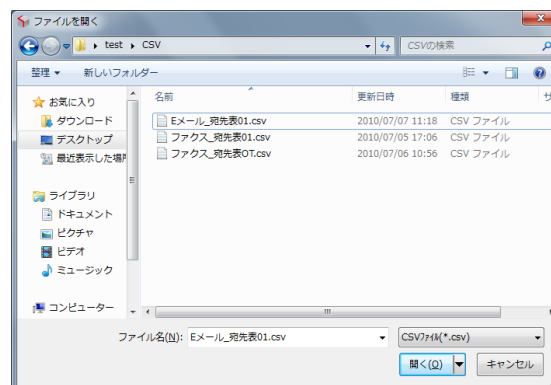 ファイルを開く
test CSV CSVの検索
整理 新しいフォルダー
お気に入り
ダウンロード
デスクトップ
最近表示した場所
ライブラリ
ドキュメント
ピクチャ
ビデオ
ミュージック
コンピューター
名前 更新日時 種類 サ
Eメール_宛先表01.csv 2010/07/07 11:18 CSV ファイル
ファクス_宛先表01.csv 2010/07/05 17:06 CSV ファイル
ファクス_宛先表OT.csv 2010/07/06 10:56 CSV ファイル
ファイル名(N): Eメール_宛先表01.csv CSVファイル(*.csv)
開く(O) キャンセル